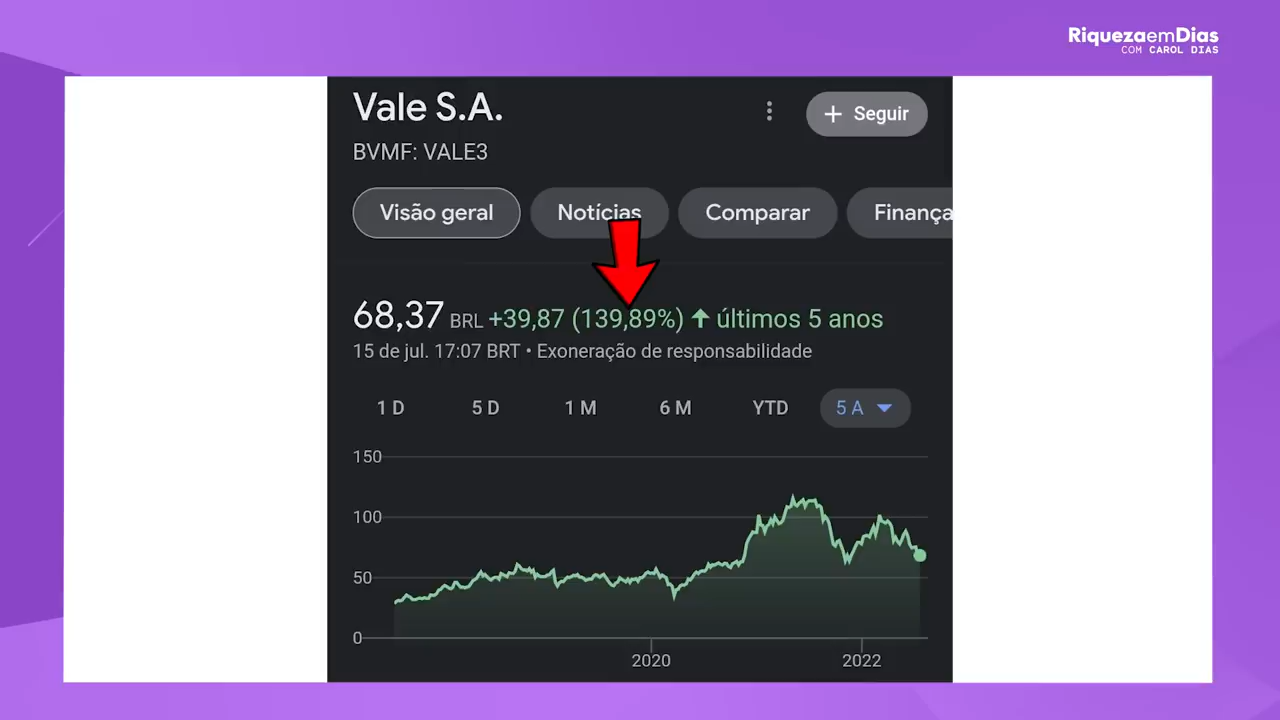 RiquezaemDias
COM CAROL DIAS
Vale S.A.
+ Seguir
BVMF: VALE3
Visão geral
Notícias
Comparar
Finança
68,37 BRL +39,87 (139,89%) ↑ últimos 5 anos
15 de jul. 17:07 BRT • Exoneração de responsabilidade
1 D 5 D 1 M 6 M YTD 5 A
150
100
50
0
2020 2022